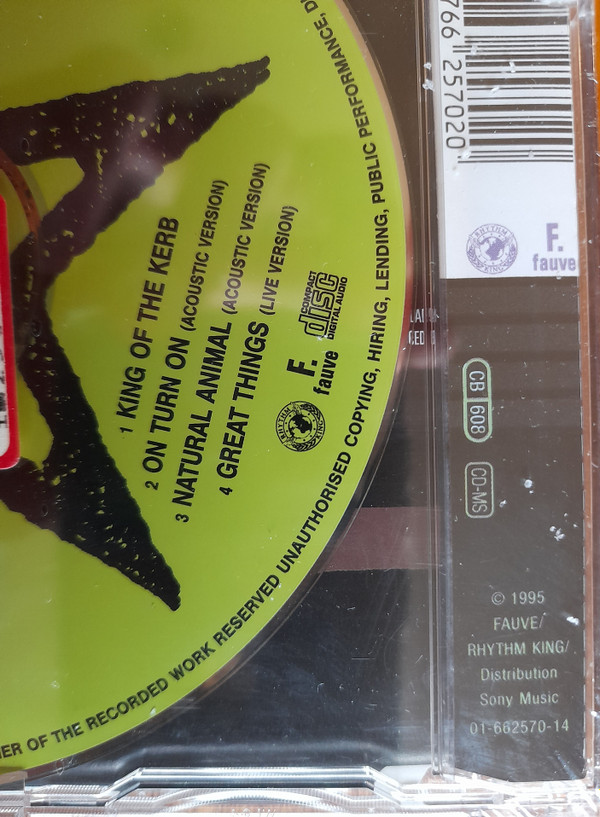 1 KING OF THE KERB
2 ON TURN ON (ACOUSTIC VERSION)
3 NATURAL ANIMAL (ACOUSTIC VERSION)
4 GREAT THINGS (LIVE VERSION)
RHYTHM
KING
F.
fauve
COMPACT
disc
DIGITAL AUDIO
OF THE RECORDED WORK RESERVED UNAUTHORISED COPYING, HIRING, LENDING, PUBLIC PERFORMANCE,
766 257020
RHYTHM
KING
F.
fauve
CB 608
CD-MS
© 1995
FAUVE/
RHYTHM KING/
Distribution
Sony Music
01-662570-14